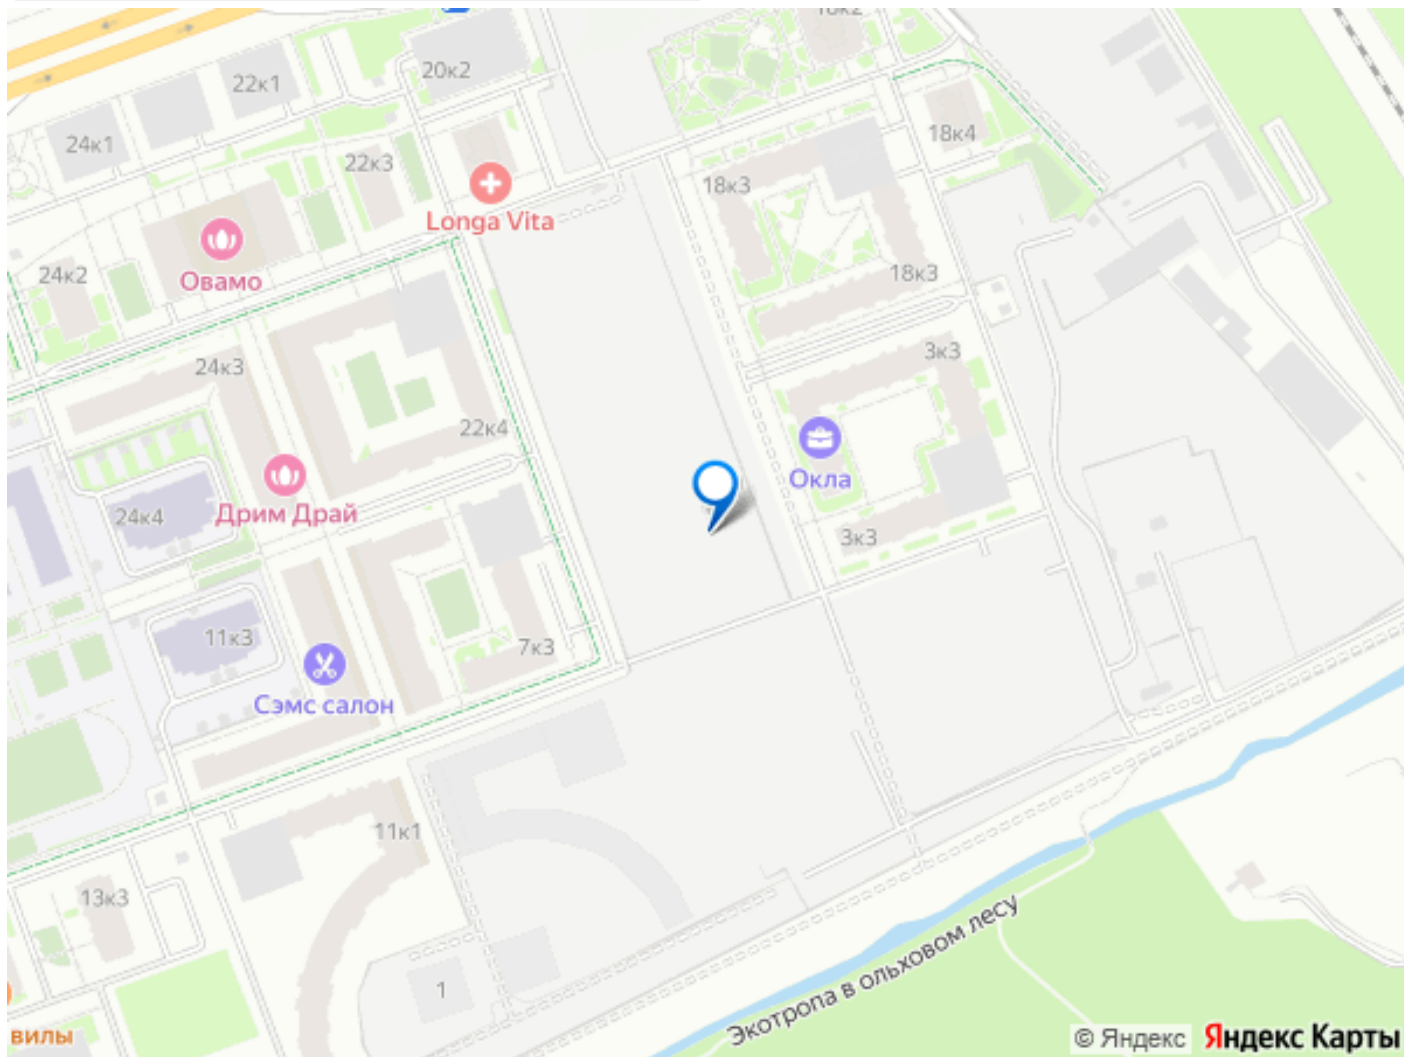 18к2
20к2
22к1
24к1
18к4
22к3
18к3
Longa Vita
24к2
Овамо
18к3
3к3
24к3
22к4
Окла
24к4
Дрим Драй
3к3
11к3
7к3
Сэмс салон
11к1
13к3
1
Экотропа в ольховом лесу
вилы
© Яндекс Яндекс Карты